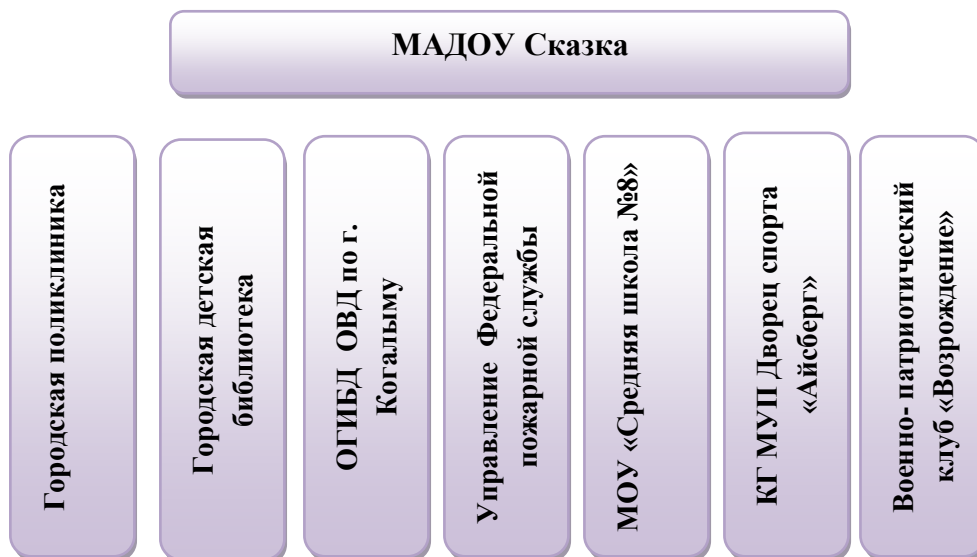 МАДОУ Сказка
Городская поликлиника
Городская детская
библиотека
ОГИБД ОВД по г.
Когалыму
Управление Федеральной
пожарной службы
МОУ «Средняя школа №8»
КГ МУП Дворец спорта
«Айсберг»
Военно- патриотический
клуб «Возрождение»